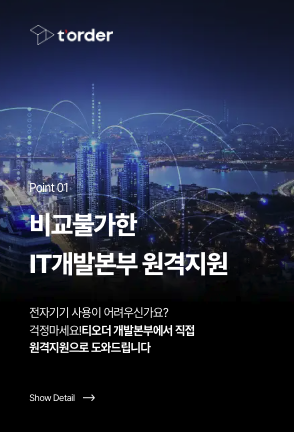 t'order
Point 01
비교불가한
IT개발본부 원격지원
전자기기 사용이 어려우신가요?
걱정마세요!티오더 개발본부에서 직접
원격지원으로 도와드립니다
Show Detail